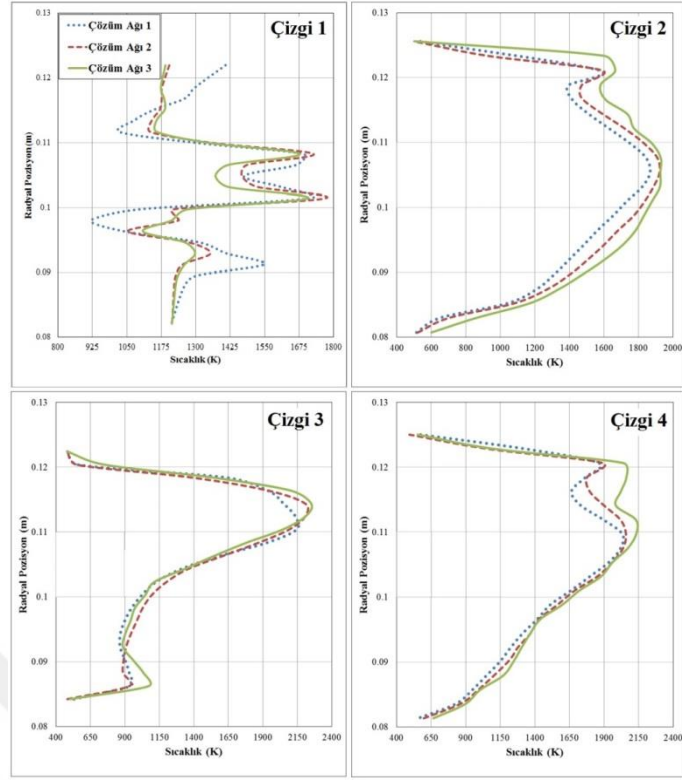 Çizgi 1
Çözüm Ağı 1
Çözüm Ağı 2
Çözüm Ağı 3
Radyal Pozisyon (m)
0.13
0.12
0.11
0.1
0.09
0.08
800 925 1050 1175 1300 1425 1550 1675 1800
Sıcaklık (K)
Çizgi 2
Radyal Pozisyon (m)
0.13
0.12
0.11
0.1
0.09
0.08
400 600 800 1000 1200 1400 1600 1800 2000
Sıcaklık (K)
Çizgi 3
Radyal Pozisyon (m)
0.13
0.12
0.11
0.1
0.09
0.08
400 650 900 1150 1400 1650 1900 2150 2400
Sıcaklık (K)
Çizgi 4
Radyal Pozisyon (m)
0.13
0.12
0.11
0.1
0.09
0.08
400 650 900 1150 1400 1650 1900 2150 2400
Sıcaklık (K)